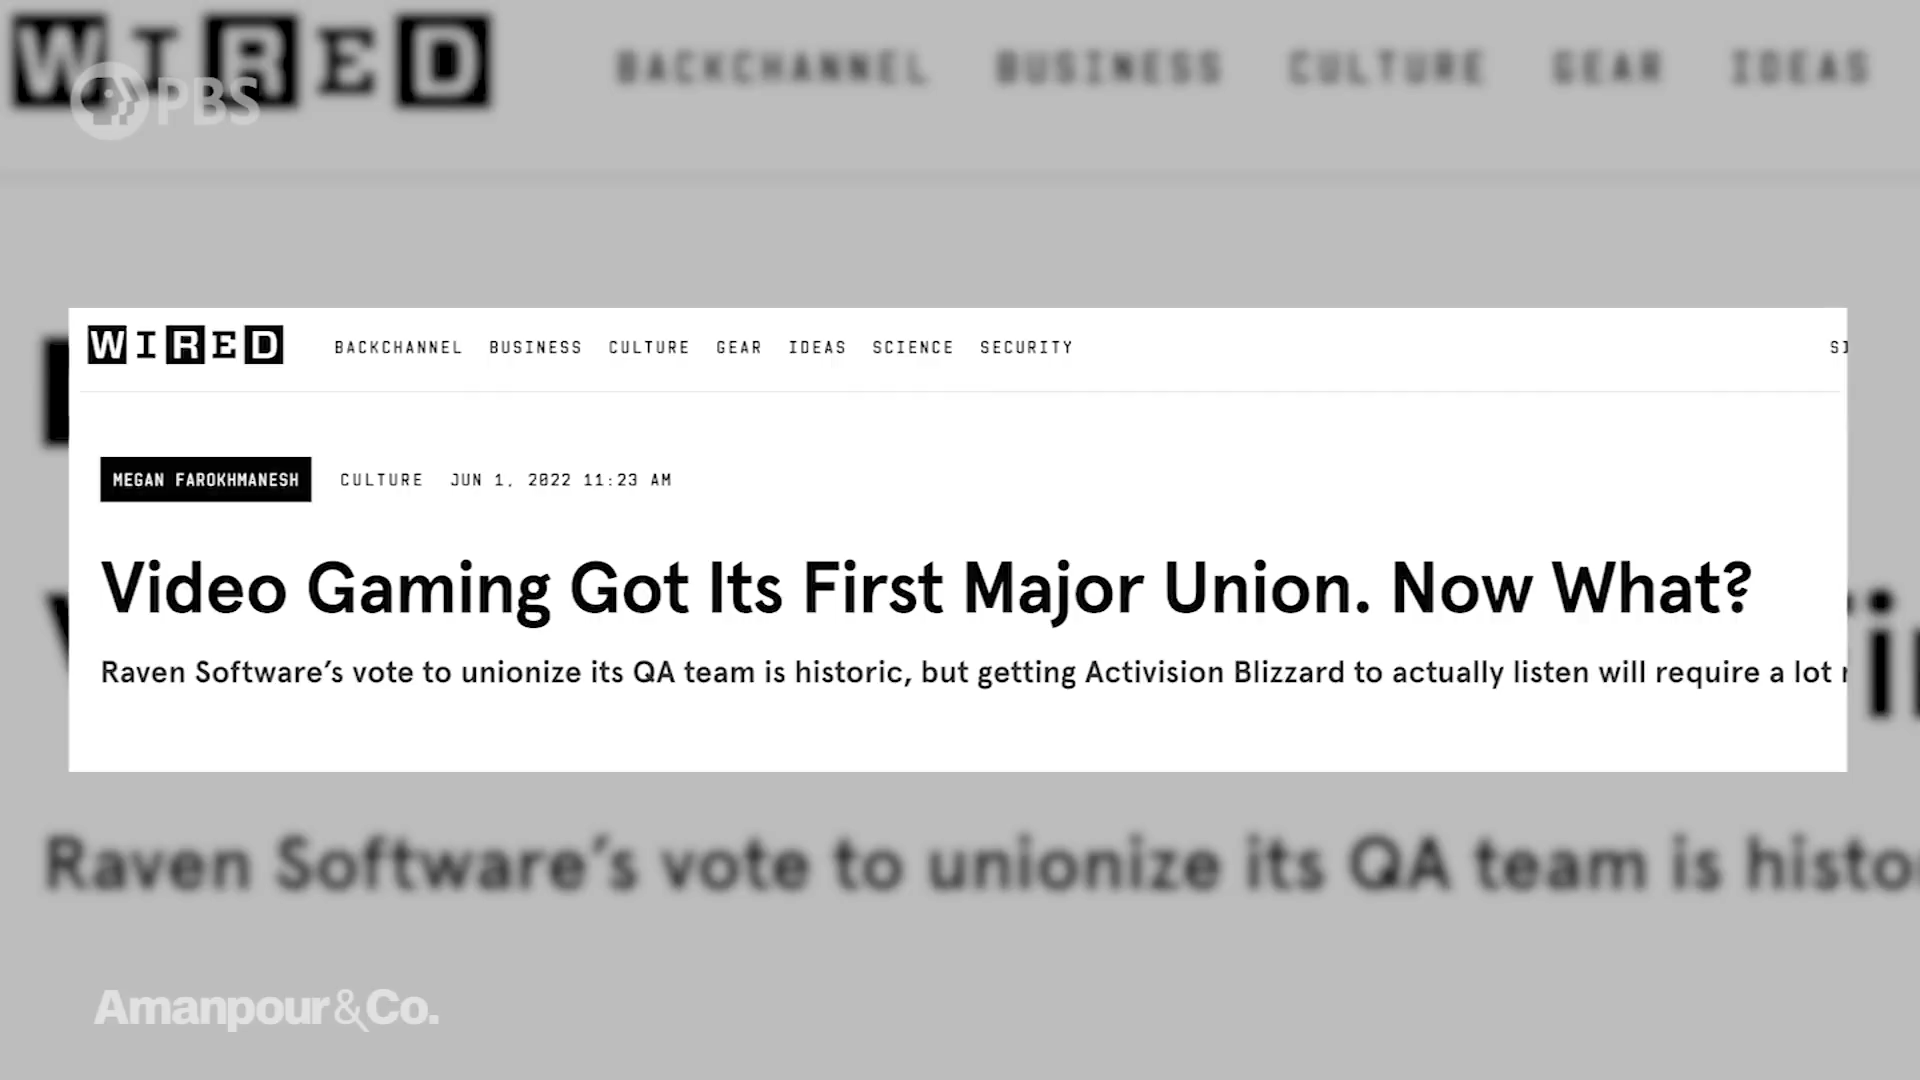 WIRED BACKCHANNEL BUSINESS CULTURE GEAR IDEAS
PBS
WIRED BACKCHANNEL BUSINESS CULTURE GEAR IDEAS SCIENCE SECURITY
MEGAN FAROKHMANESH CULTURE JUN 1, 2022 11:23 AM
Video Gaming Got Its First Major Union. Now What?
Raven Software’s vote to unionize its QA team is historic, but getting Activision Blizzard to actually listen will require a lot
Raven Software’s vote to unionize its QA team is histo
Amanpour&Co.